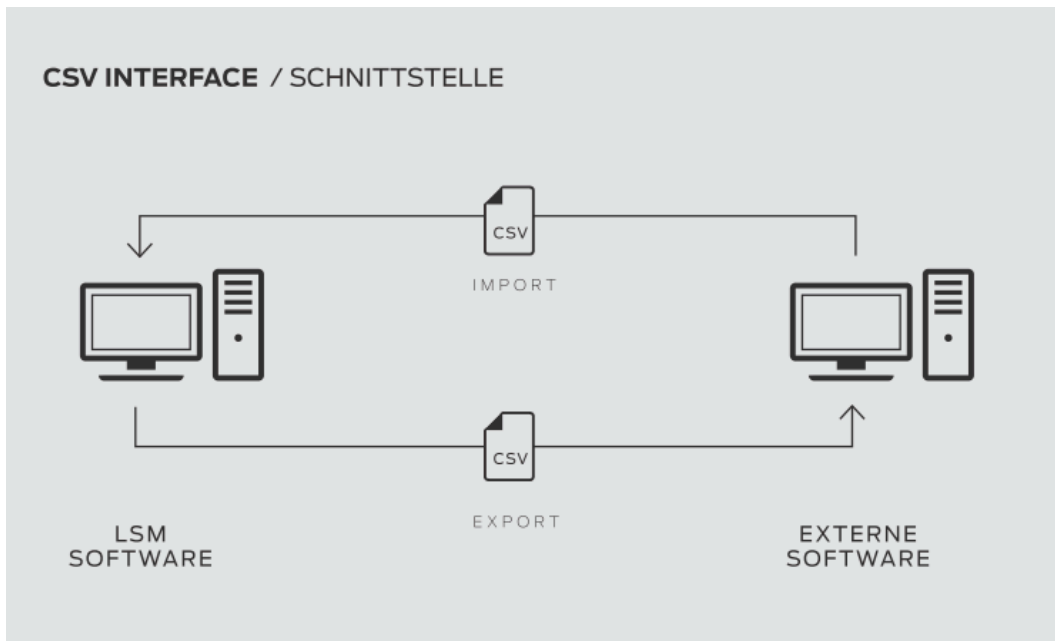 CSV INTERFACE / SCHNITTSTELLE
CSV
IMPORT
CSV
EXPORT
LSM
SOFTWARE
EXTERNE
SOFTWARE